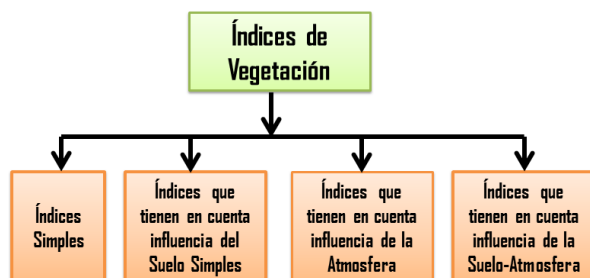 Índices de
Vegetación
Índices
Simples
Índices que
tienen en cuenta
influencia del
Suelo Simples
Índices que
tienen en cuenta
influencia de la
Atmosfera
Índices que
tienen en cuenta
influencia de la
Suelo-Atmosfera